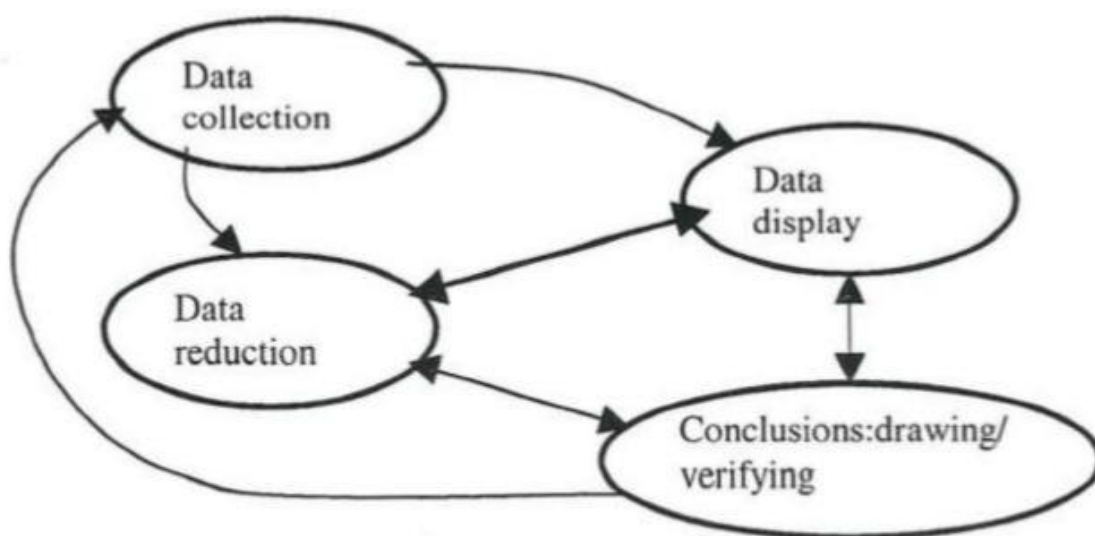 Data
collection
Data
display
Data
reduction
Conclusions:drawing/
verifying